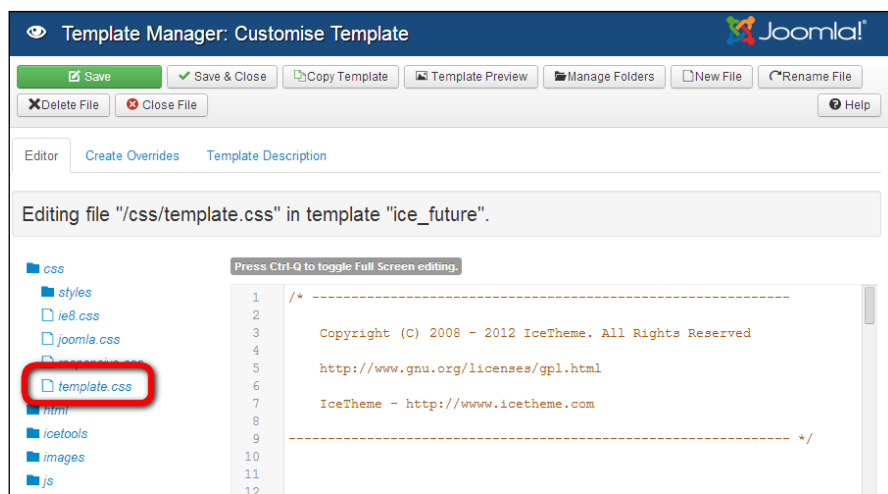 Template Manager: Customise Template
Joomla!
Save
Save & Close
Copy Template
Template Preview
Manage Folders
New File
Rename File
Delete File
Close File
Help
Editor
Create Overrides
Template Description
Editing file "/css/template.css" in template "ice_future".
css
styles
ie8.css
joomla.css
responsive.css
template.css
html
icetools
images
js
Press Ctrl-Q to toggle Full Screen editing.
1 /* ----------------------------------------------------------------
2
3 Copyright (C) 2008 - 2012 IceTheme. All Rights Reserved
4
5 http://www.gnu.org/licenses/gpl.html
6
7 IceTheme - http://wwww.icetheme.com
8
9 ---------------------------------------------------------------- */
10
11
12